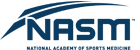 NASM
NATIONAL ACADEMY OF SPORTS MEDICINE